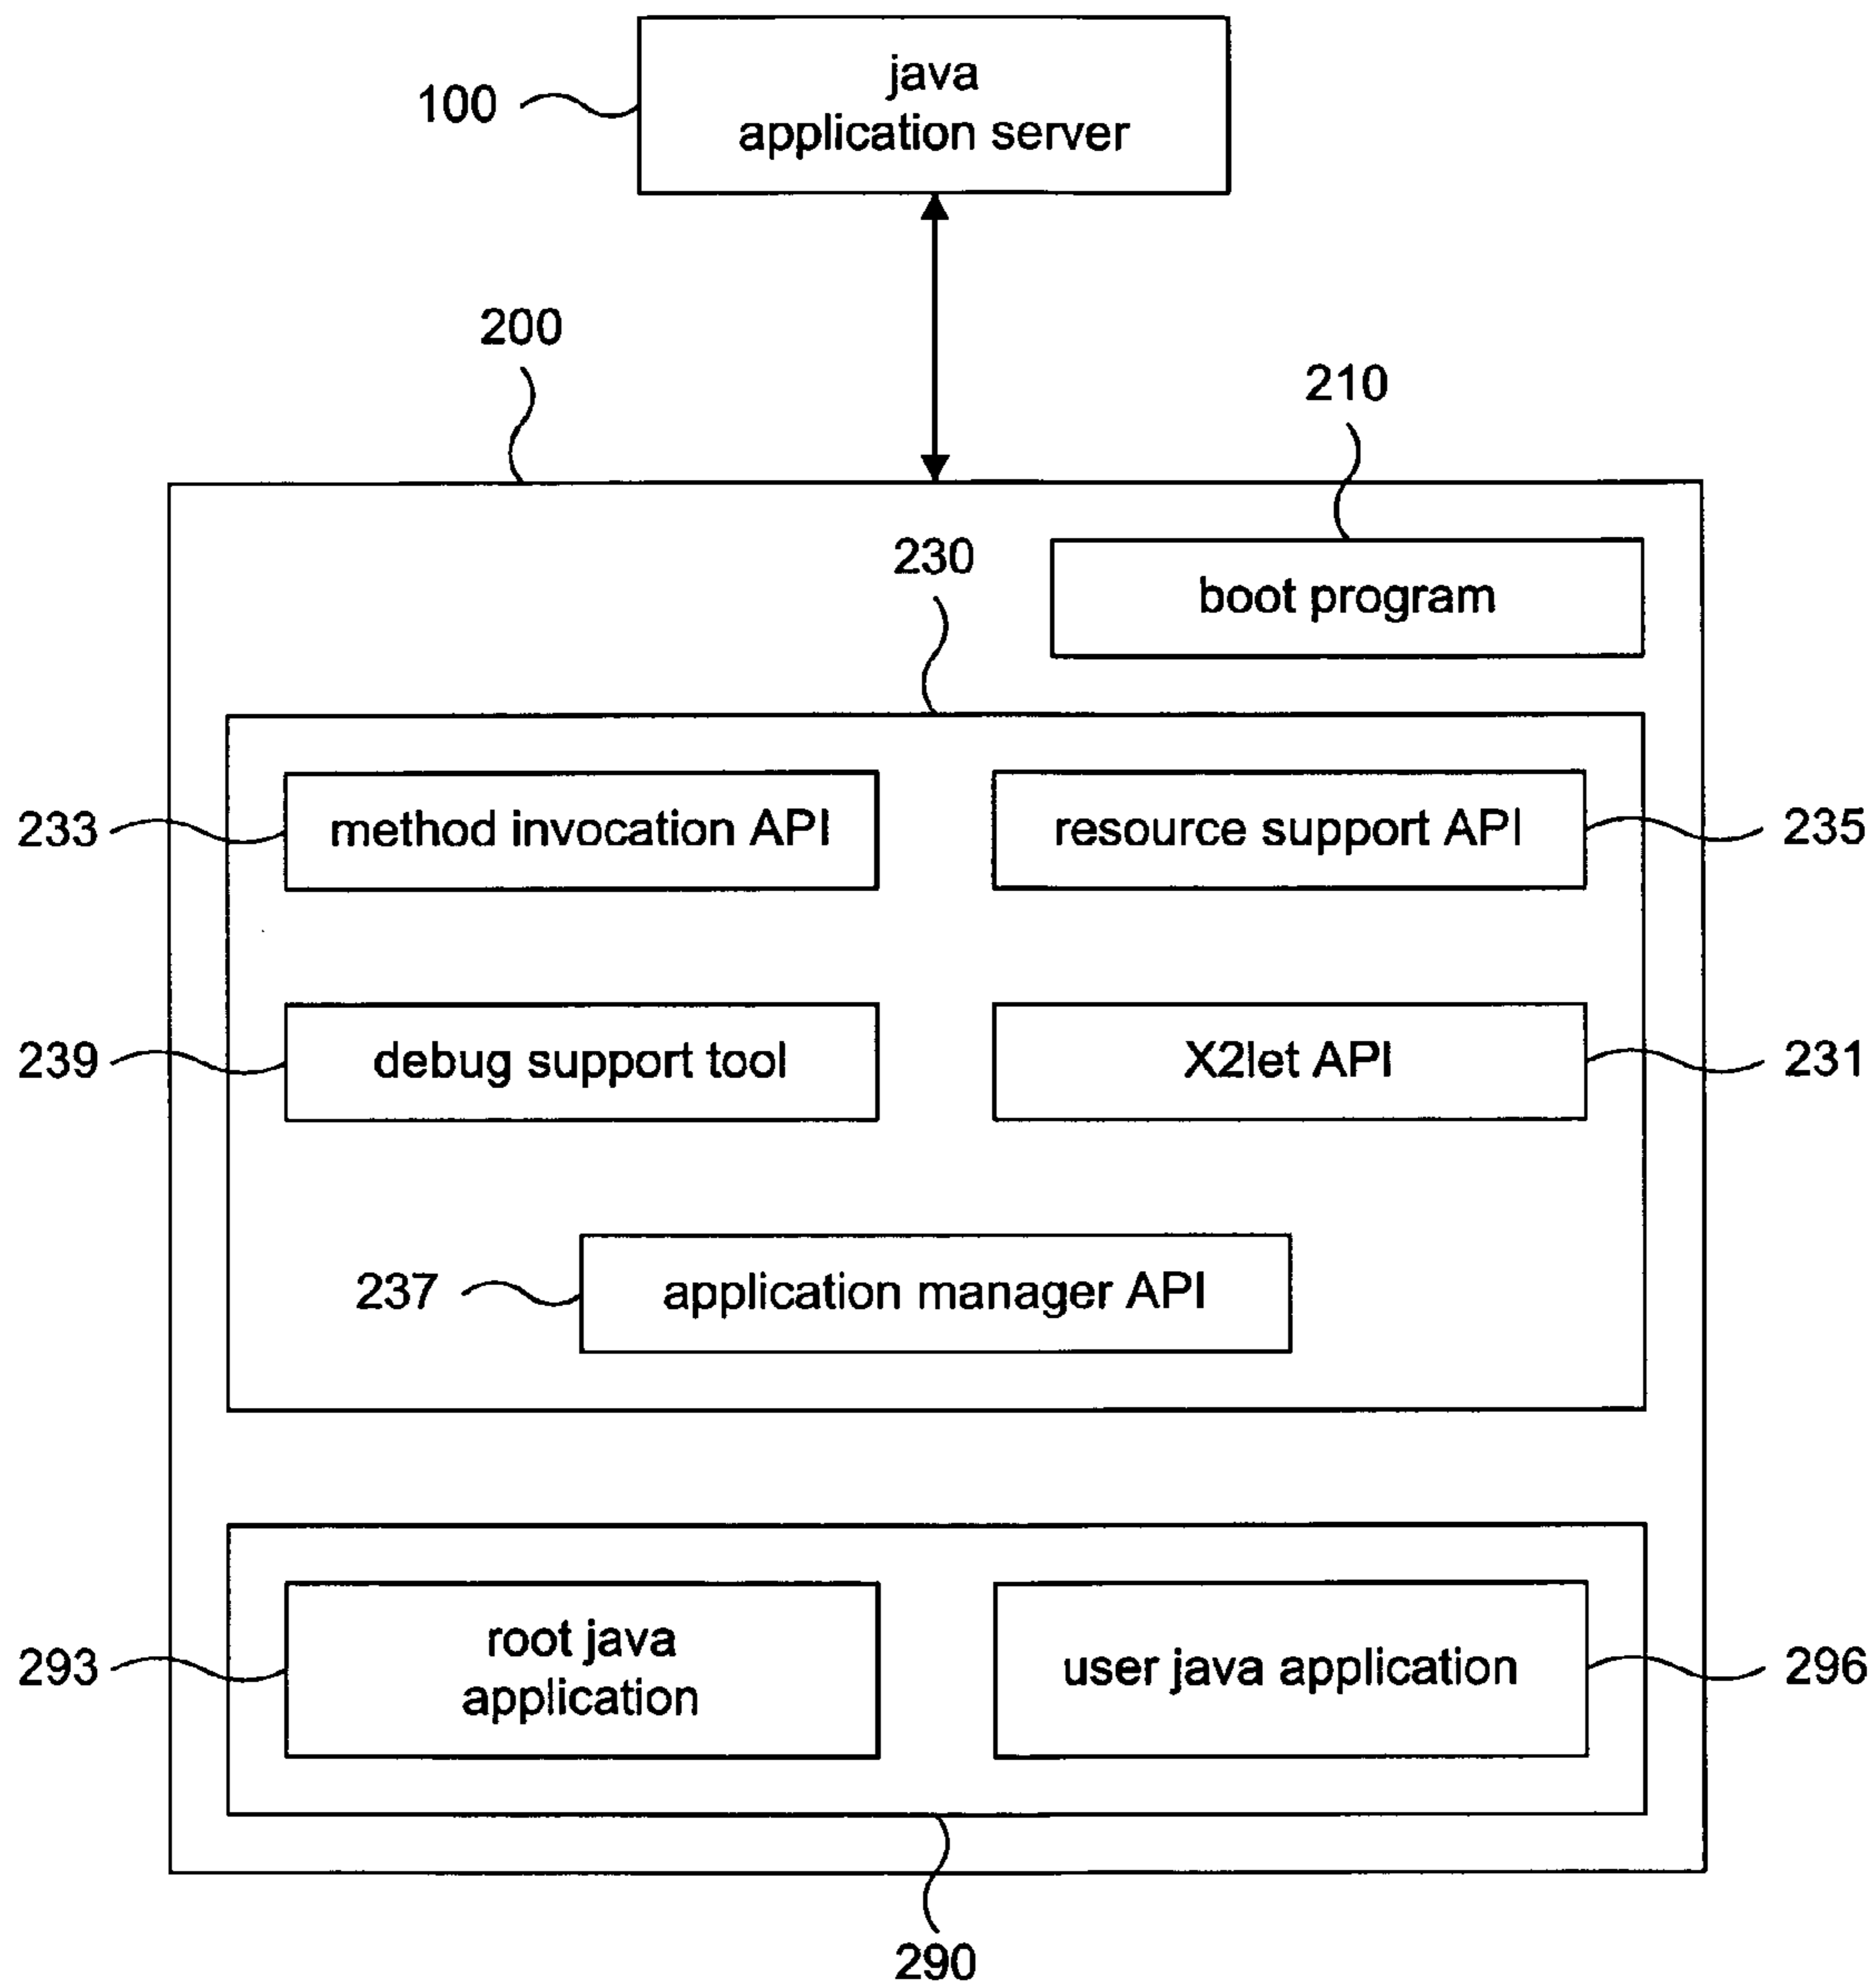 java
application server
100
200
210
boot program
230
method invocation API
resource support API
233
235
debug support tool
X2let API
239
231
application manager API
237
root java
application
user java application
293
296
290